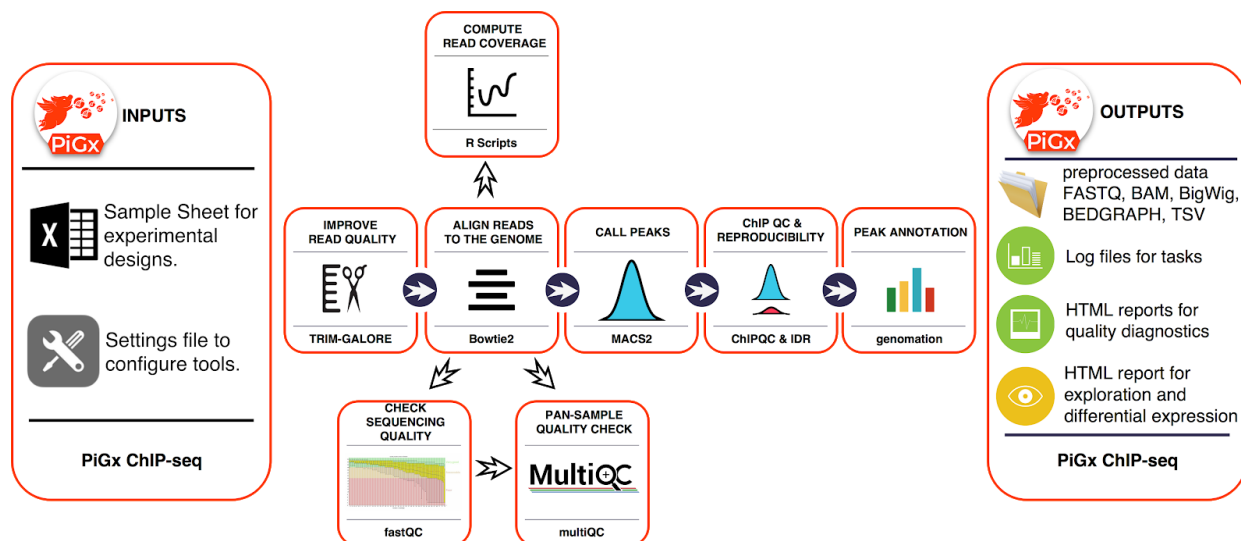 COMPUTE
READ COVERAGE
R Scripts
PiGx
INPUTS
Sample Sheet for
experimental
designs.
Settings file to
configure tools.
PiGx ChIP-seq
IMPROVE
READ QUALITY
TRIM-GALORE
ALIGN READS
TO THE GENOME
Bowtie2
CALL PEAKS
MACS2
ChIP QC &
REPRODUCIBILITY
ChIPQC & IDR
PEAK ANNOTATION
genomation
CHECK
SEQUENCING
QUALITY
fastQC
PAN-SAMPLE
QUALITY CHECK
MultiQC
multiQC
PiGx
OUTPUTS
preprocessed data
FASTQ, BAM, BigWig,
BEDGRAPH, TSV
Log files for tasks
HTML reports for
quality diagnostics
HTML report for
exploration and
differential expression
PiGx ChIP-seq
X